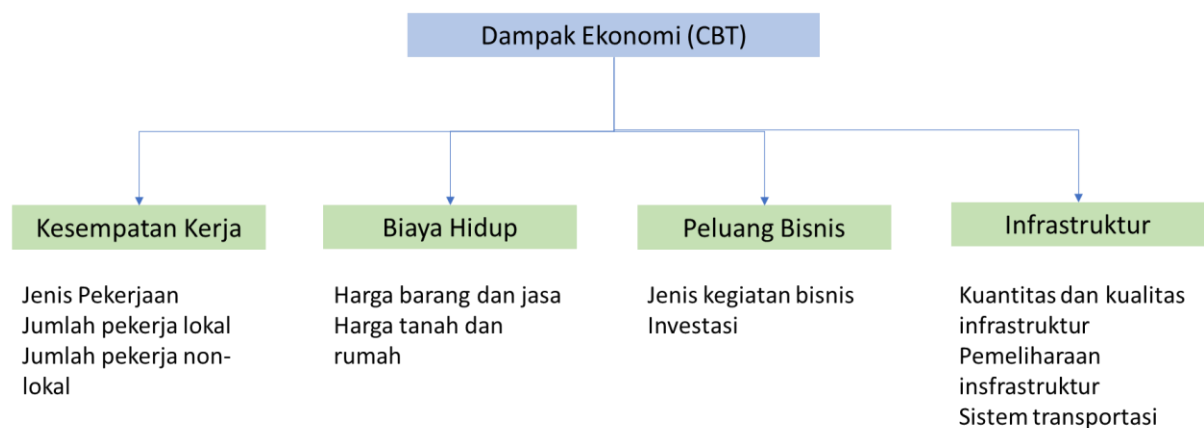 Dampak Ekonomi (CBT)
Kesempatan Kerja
Jenis Pekerjaan
Jumlah pekerja lokal
Jumlah pekerja non-
lokal
Biaya Hidup
Harga barang dan jasa
Harga tanah dan
rumah
Peluang Bisnis
Jenis kegiatan bisnis
Investasi
Infrastruktur
Kuantitas dan kualitas
infrastruktur
Pemeliharaan
insfrastruktur
Sistem transportasi